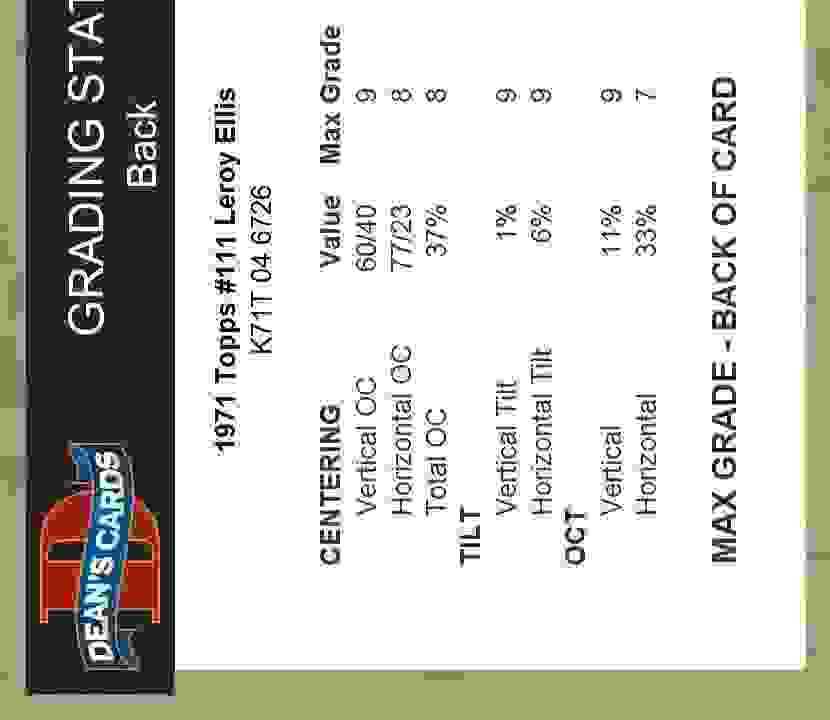 DEAN'S CARDS
GRADING STAT
Back
1971 Topps #111 Leroy Ellis
K71T 04 6726
CENTERING Value Max Grade
Vertical OC 60/40 9
Horizontal OC 77/23 8
Total OC 37% 8
TILT
Vertical Tilt 1% 9
Horizontal Tilt 6% 9
OCT
Vertical 11% 9
Horizontal 33% 7
MAX GRADE - BACK OF CARD